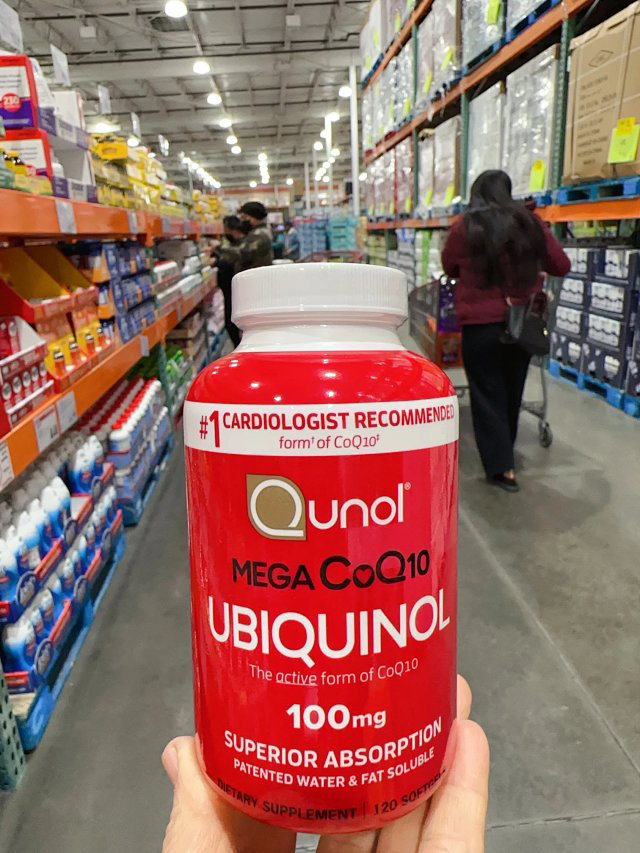 #1 CARDIOLOGIST RECOMMENDED
form† of CoQ10‡
Qunol®
MEGA CoQ10
UBIQUINOL
The active form of CoQ10
100mg
SUPERIOR ABSORPTION
PATENTED WATER & FAT SOLUBLE
DIETARY SUPPLEMENT | 120 SOFTGELS